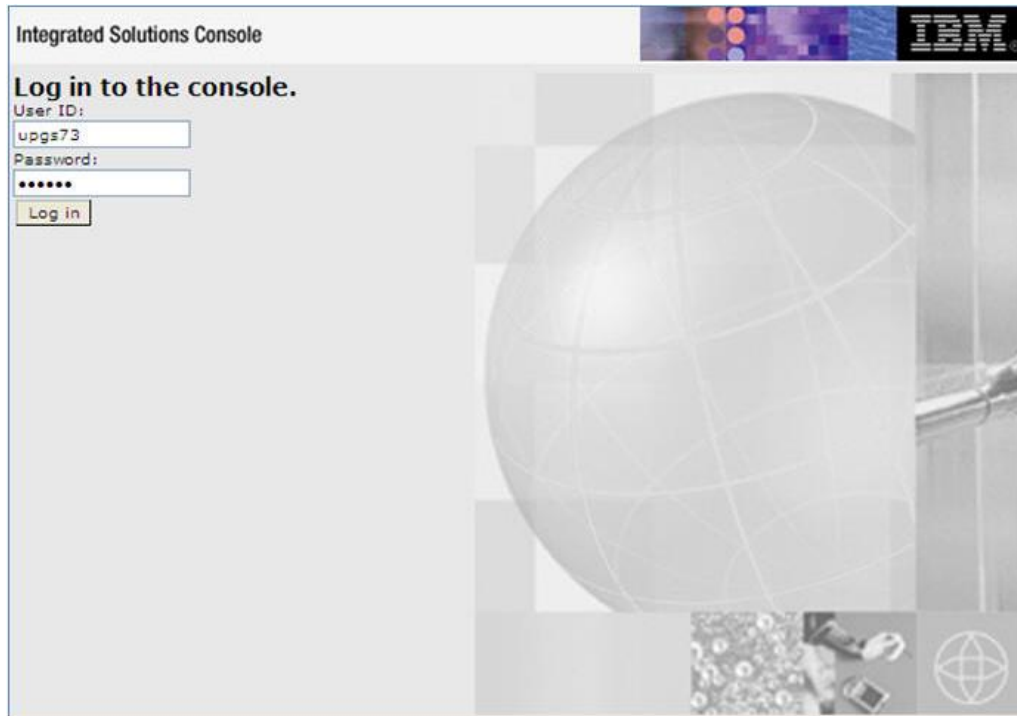 Integrated Solutions Console
IBM®
Log in to the console.
User ID:
upgs73
Password:
••••••
Log in